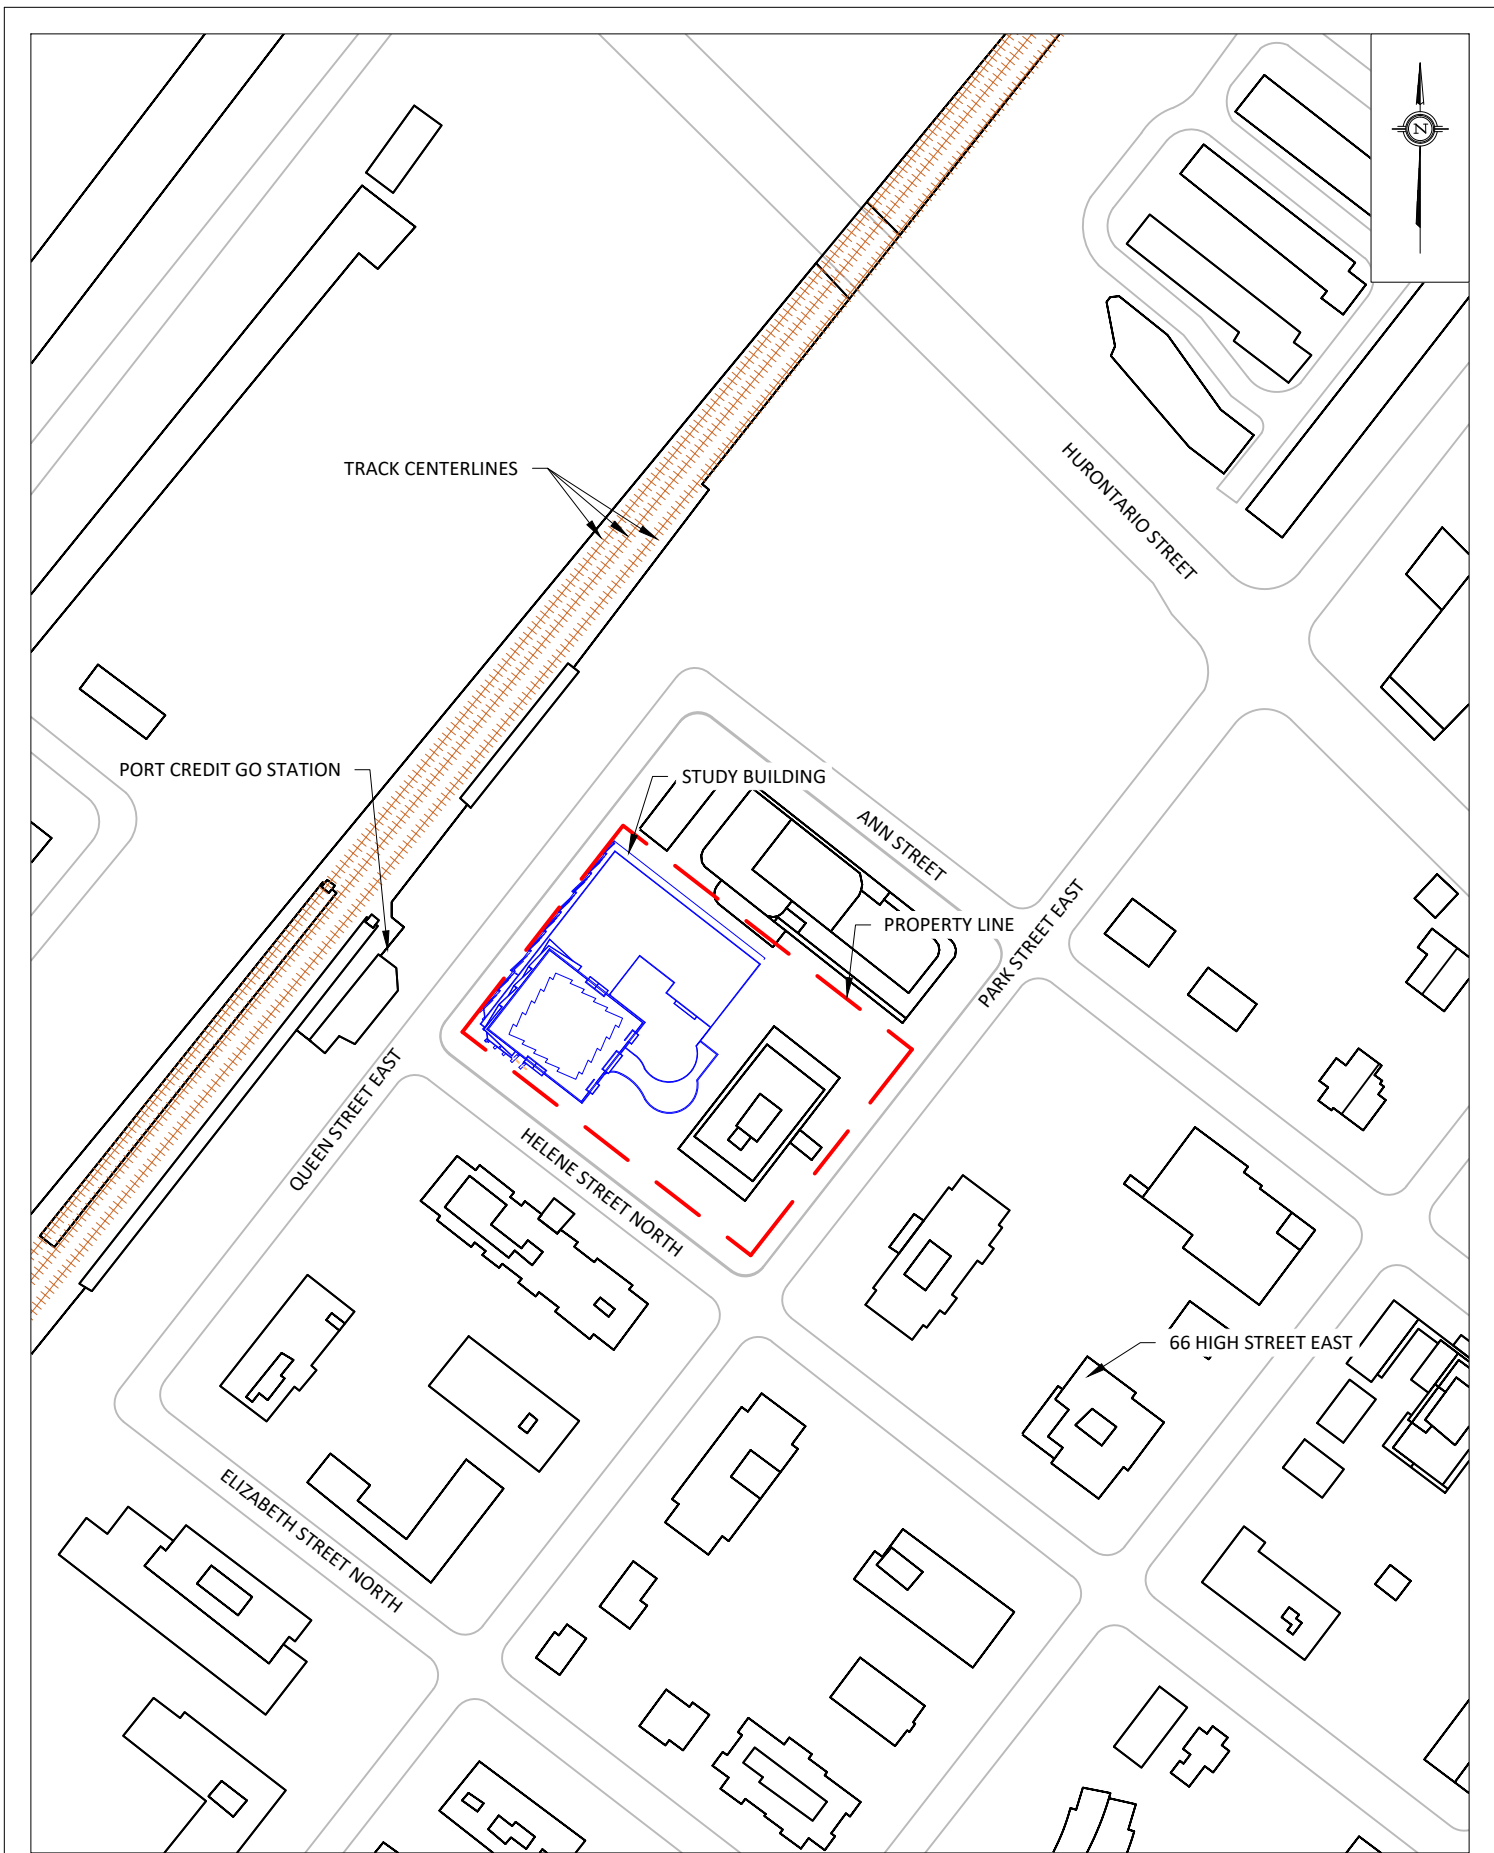 N
HURONTARIO STREET
TRACK CENTERLINES
PORT CREDIT GO STATION
STUDY BUILDING
ANN STREET
PROPERTY LINE
PARK STREET EAST
QUEEN STREET EAST
HELENE STREET NORTH
66 HIGH STREET EAST
ELIZABETH STREET NORTH